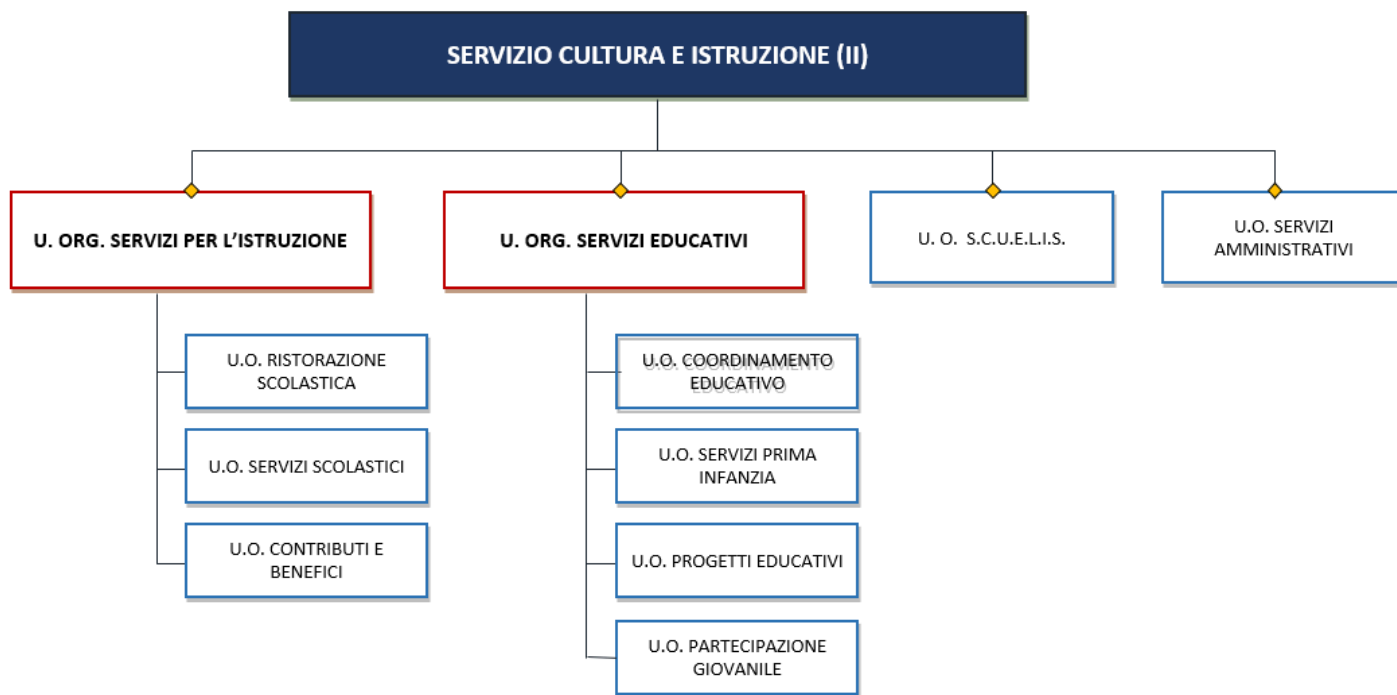 SERVIZIO CULTURA E ISTRUZIONE (II)
U. ORG. SERVIZI PER L’ISTRUZIONE
U. ORG. SERVIZI EDUCATIVI
U. O. S.C.U.E.L.I.S.
U.O. SERVIZI
AMMINISTRATIVI
U.O. RISTORAZIONE
SCOLASTICA
U.O. SERVIZI SCOLASTICI
U.O. CONTRIBUTI E
BENEFICI
U.O. COORDINAMENTO
EDUCATIVO
U.O. SERVIZI PRIMA
INFANZIA
U.O. PROGETTI EDUCATIVI
U.O. PARTECIPAZIONE
GIOVANILE